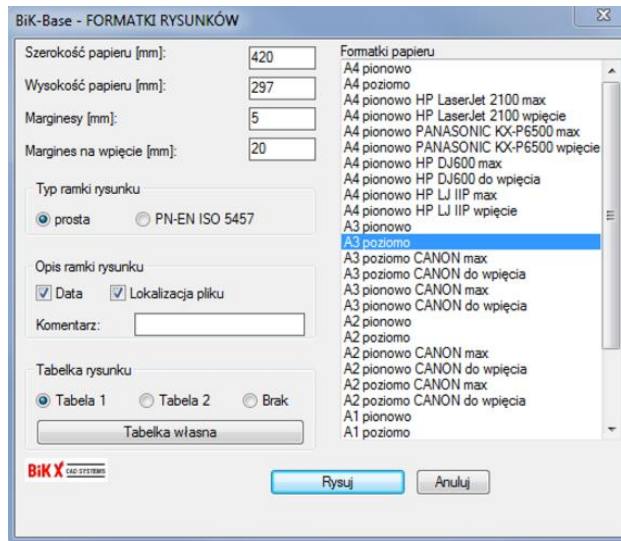 BiK-Base - FORMATKI RYSUNKÓW
Szerokość papieru [mm]: 420
Wysokość papieru [mm]: 297
Marginesy [mm]: 5
Margines na wpięcie [mm]: 20
Typ ramki rysunku
prosta PN-EN ISO 5457
Opis ramki rysunku
Data Lokalizacja pliku
Komentarz:
Tabelka rysunku
Tabela 1 Tabela 2 Brak
Tabelka własna
Formatki papieru
A4 pionowo
A4 poziomo
A4 pionowo HP LaserJet 2100 max
A4 pionowo HP LaserJet 2100 wpięcie
A4 pionowo PANASONIC KX-P6500 max
A4 pionowo PANASONIC KX-P6500 wpięcie
A4 pionowo HP DJ600 max
A4 pionowo HP DJ600 do wpięcia
A4 pionowo HP LJ IIP max
A4 pionowo HP LJ IIP wpięcie
A3 pionowo
A3 poziomo
A3 poziomo CANON max
A3 poziomo CANON do wpięcia
A3 pionowo CANON max
A3 pionowo CANON do wpięcia
A2 pionowo
A2 poziomo
A2 pionowo CANON max
A2 pionowo CANON do wpięcia
A2 poziomo CANON max
A2 poziomo CANON do wpięcia
A1 pionowo
A1 poziomo
BiK X CAD SYSTEMS
Rysuj Anuluj